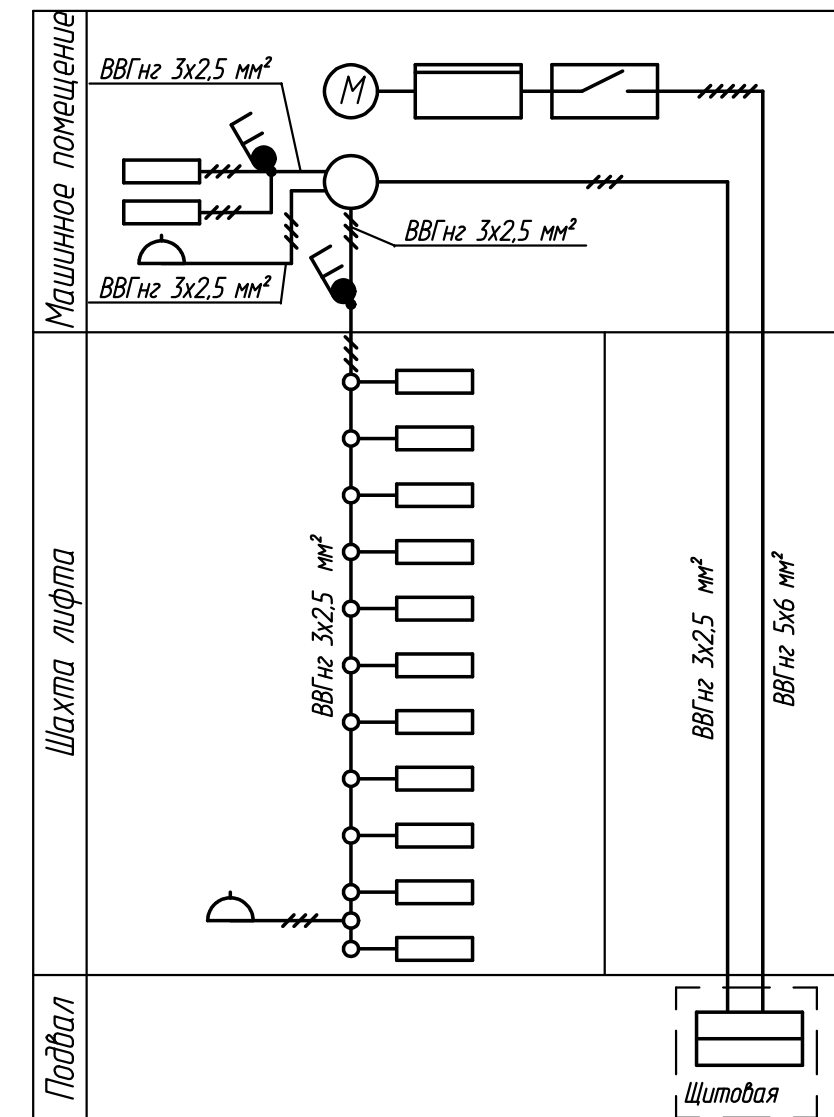 Машинное помещение
ВВГнг 3х2,5 мм²
М
ВВГнг 3х2,5 мм²
ВВГнг 3х2,5 мм²
Шахта лифта
ВВГнг 3х2,5 мм²
ВВГнг 3х2,5 мм²
ВВГнг 5х6 мм²
Подвал
Щитовая